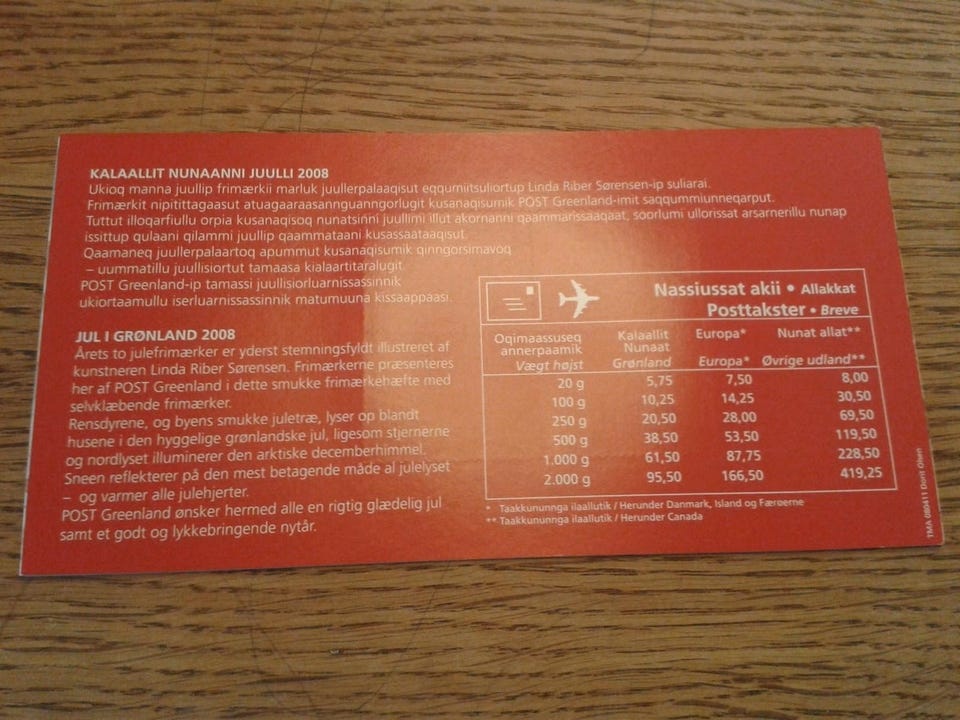 KALAALLIT NUNAANNI JUULLI 2008
Ukioq manna juullip frimærkii marluk juullerpalaaqisut eqqumiitsuliortup Linda Riber Sørensen-ip suliarai.
Frimærkit nipitittagaasut atuagaaraasannguanngorlugit kusanaqisumik POST Greenland-imit saqqummiunneqarput.
Tuttut illoqarfiullu orpia kusanaqisoq nunatsinni juullimi illut akornanni qaammarissaaqaat, soorlumi ullorissat arsarnerillu nunap
issittup qulaani qilammi juullip qaammataani kusassaataaqisut.
Qaamaneq juullerpalaartoq apummut kusanaqisumik qinngorsimavoq
– uummatillu juullisiortut tamaasa kialaartitaralugit.
POST Greenland-ip tamassi juullisiorluarnissassinnik
ukiortaamullu iserluarnissassinnik matumuuna kissaappaasi.
JUL I GRØNLAND 2008
Årets to julefrimærker er yderst stemningsfyldt illustreret af
kunstneren Linda Riber Sørensen. Frimærkerne præsenteres
her af POST Greenland i dette smukke frimærkehæfte med
selvklæbende frimærker.
Rensdyrene, og byens smukke juletræ, lyser op blandt
husene i den hyggelige grønlandske jul, ligesom stjernerne
og nordlyset illuminerer den arktiske decemberhimmel.
Sneen reflekterer på den mest betagende måde al julelyset
– og varmer alle julehjerter.
POST Greenland ønsker hermed alle en rigtig glædelig jul
samt et godt og lykkebringende nytår.
Nassiussat akii • Allakkat
Posttakster • Breve
Oqimaassuseq Kalaallit Europa* Nunat allat**
annerpaamik Nunaat
Vægt højst Grønland Europa* Øvrige udland**
20 g 5,75 7,50 8,00
100 g 10,25 14,25 30,50
250 g 20,50 28,00 69,50
500 g 38,50 53,50 119,50
1.000 g 61,50 87,75 228,50
2.000 g 95,50 166,50 419,25
* Taakkununnga ilaallutik / Herunder Danmark, Island og Færøerne
** Taakkununnga ilaallutik / Herunder Canada
TMA 080411 Dorit Olsen